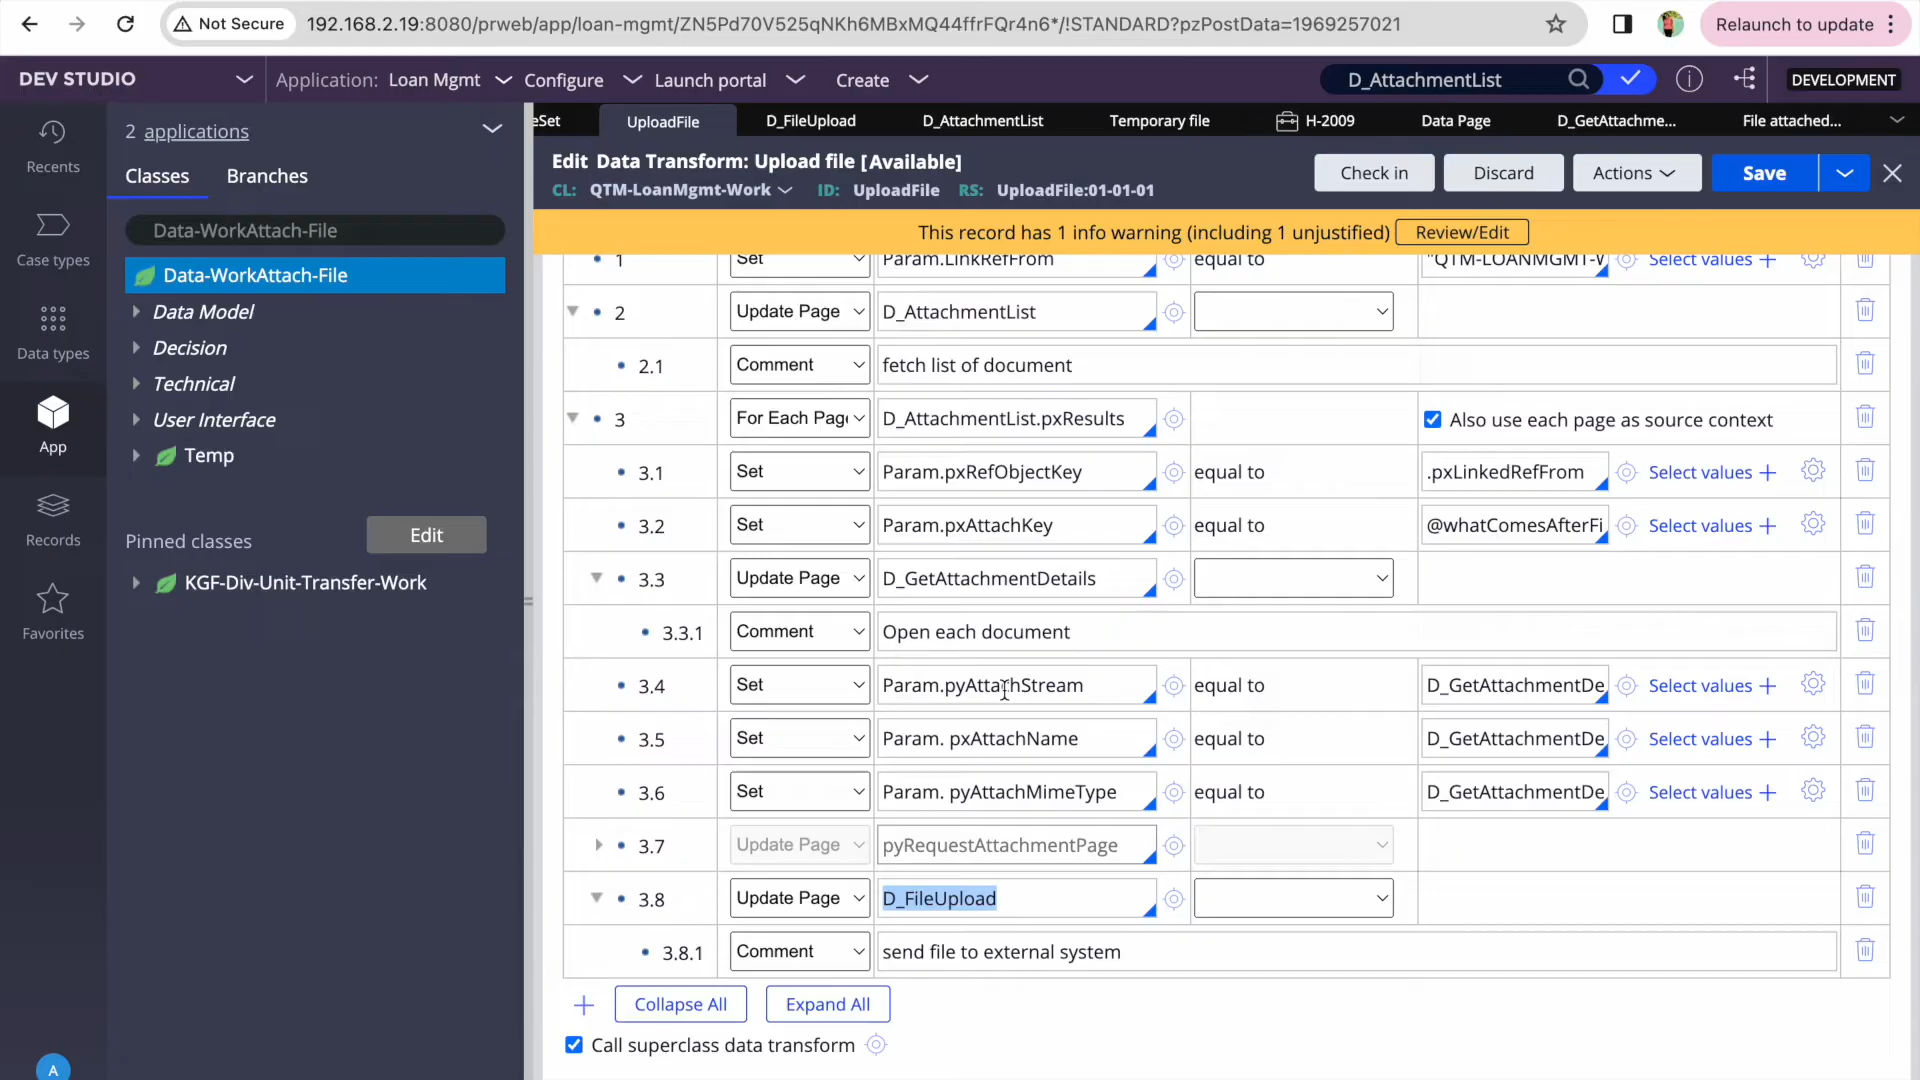 Not Secure 192.168.2.19:8080/prweb/app/loan-mgmt/ZN5Pd70V525qNKh6MBxMQ44ffrFQr4n6*/!STANDARD?pzPostData=1969257021 Relaunch to update
DEV STUDIO Application: Loan Mgmt Configure Launch portal Create D_AttachmentList DEVELOPMENT
Recents
Case types
Data types
App
Records
Favorites
A
2 applications
Classes Branches
Data-WorkAttach-File
Data-WorkAttach-File
Data Model
Decision
Technical
User Interface
Temp
Pinned classes Edit
KGF-Div-Unit-Transfer-Work
eSet UploadFile D_FileUpload D_AttachmentList Temporary file H-2009 Data Page D_GetAttachme... File attached...
Edit Data Transform: Upload file [Available]
CL: QTM-LoanMgmt-Work ID: UploadFile RS: UploadFile:01-01-01
Check in Discard Actions Save
This record has 1 info warning (including 1 unjustified) Review/Edit
1 Set Param.LinkRefFrom equal to "QTM-LOANMGMT-W Select values
2 Update Page D_AttachmentList
2.1 Comment fetch list of document
3 For Each Page D_AttachmentList.pxResults Also use each page as source context
3.1 Set Param.pxRefObjectKey equal to .pxLinkedRefFrom Select values
3.2 Set Param.pxAttachKey equal to @whatComesAfterFi Select values
3.3 Update Page D_GetAttachmentDetails
3.3.1 Comment Open each document
3.4 Set Param.pyAttachStream equal to D_GetAttachmentDe Select values
3.5 Set Param. pxAttachName equal to D_GetAttachmentDe Select values
3.6 Set Param. pyAttachMimeType equal to D_GetAttachmentDe Select values
3.7 Update Page pyRequestAttachmentPage
3.8 Update Page D_FileUpload
3.8.1 Comment send file to external system
Collapse All Expand All
Call superclass data transform